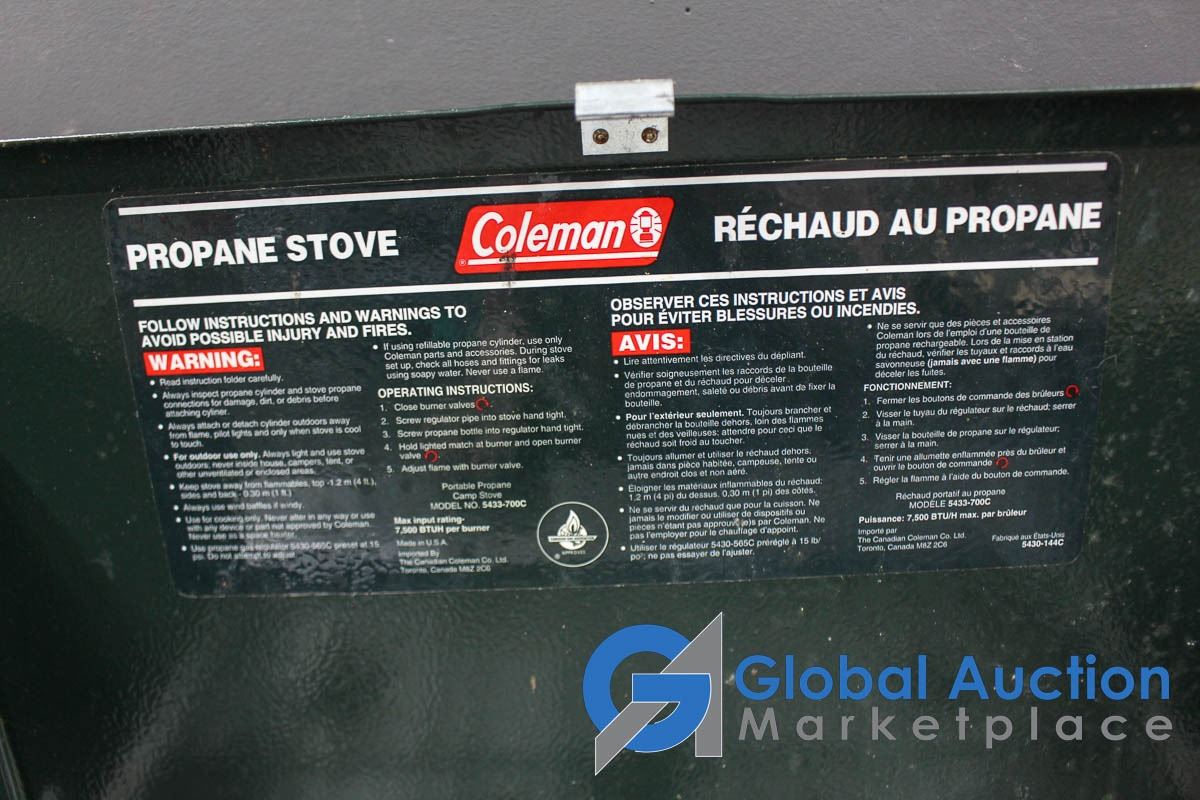 PROPANE STOVE
Coleman
®
RÉCHAUD AU PROPANE
FOLLOW INSTRUCTIONS AND WARNINGS TO
AVOID POSSIBLE INJURY AND FIRES.
WARNING:
• Read instruction folder carefully.
• Always inspect propane cylinder and stove propane
connections for damage, dirt, or debris before
attaching cyliner.
• Always attach or detach cylinder outdoors away
from flame, pilot lights and only when stove is cool
to touch.
• For outdoor use only. Always light and use stove
outdoors; never inside house, campers, tent, or
other unventilated or enclosed areas.
• Keep stove away from flammables, top -1.2 m (4 ft.),
sides and back - 0.30 m (1 ft.)
• Always use wind baffles if windy.
• Use for cooking only. Never alter in any way or use
with any device or part not approved by Coleman.
Never use as a space heater.
• Use propane gas regulator 5430-565C preset at 15
psi. Do not attempt to adjust.
• If using refillable propane cylinder, use only
Coleman parts and accessories. During stove
set up, check all hoses and fittings for leaks
using soapy water. Never use a flame.
OPERATING INSTRUCTIONS:
1. Close burner valves
2. Screw regulator pipe into stove hand tight.
3. Screw propane bottle into regulator hand tight.
4. Hold lighted match at burner and open burner
valve
5. Adjust flame with burner valve.
Portable Propane
Camp Stove
MODEL NO. 5433-700C
Max input rating-
7,500 BTUH per burner
Made in U.S.A.
Imported By
The Canadian Coleman Co. Ltd.
Toronto, Canada M8Z 2C6
APPROVED
®
OBSERVER CES INSTRUCTIONS ET AVIS
POUR ÉVITER BLESSURES OU INCENDIES.
AVIS:
• Lire attentivement les directives du dépliant.
• Vérifier soigneusement les raccords de la bouteille
de propane et du réchaud pour déceler
endommagement, saleté ou débris avant de fixer la
bouteille.
• Pour l'extérieur seulement. Toujours brancher et
débrancher la bouteille dehors, loin des flammes
nues et des veilleuses: attendre pour ceci que le
réchaud soit froid au toucher.
• Toujours allumer et utiliser le réchaud dehors,
jamais dans pièce habitée, campeuse, tente ou
autre endroit clos et non aéré.
• Éloigner les matériaux inflammables du réchaud:
1,2 m (4 pi) du dessus, 0,30 m (1 pi) des côtés.
• Ne se servir du réchaud que pour la cuisson. Ne
jamais le modifier ou utiliser de dispositifs ou
pièces n'étant pas approuvé(e)s par Coleman. Ne
pas l'employer pour le chauffage d'appoint.
• Utiliser le régulateur 5430-565C préréglé à 15 lb/
po²; ne pas essayer de l'ajuster.
• Ne se servir que des pièces et accessoires
Coleman lors de l'emploi d'une bouteille de
propane rechargeable. Lors de la mise en station
du réchaud, vérifier les tuyaux et raccords à l'eau
savonneuse (jamais avec une flamme) pour
déceler les fuites.
FONCTIONNEMENT:
1. Fermer les boutons de commande des brûleurs
2. Visser le tuyau du régulateur sur le réchaud; serrer
à la main.
3. Visser la bouteille de propane sur le régulateur;
serrer à la main.
4. Tenir une allumette enflammée près du brûleur et
ouvrir le bouton de commande
5. Régler la flamme à l'aide du bouton de commande.
Réchaud portatif au propane
MODÈLE 5433-700C
Puissance: 7,500 BTU/H max. par brûleur
Importé par
The Canadian Coleman Co. Ltd.
Toronto, Canada M8Z 2C6
Fabriqué aux États-Unis
5430-144C
GA
Global Auction
Marketplace